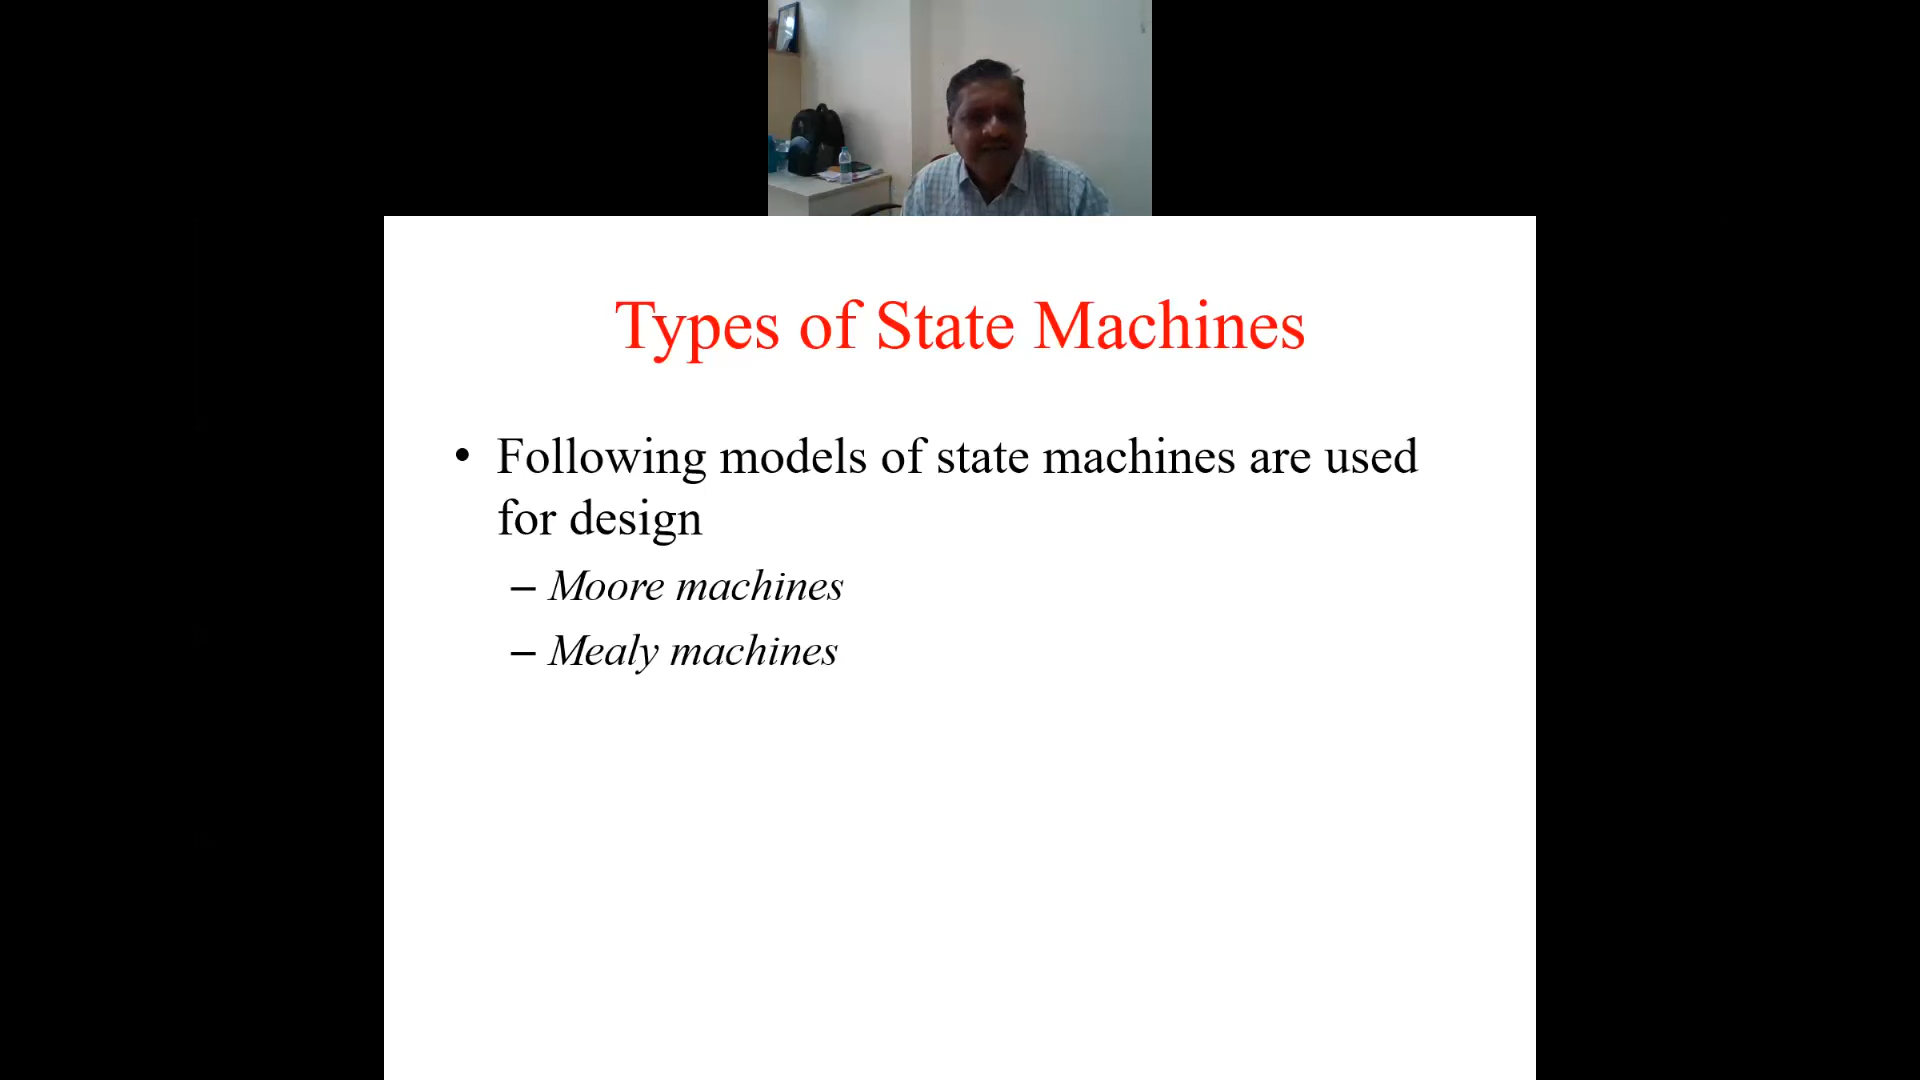 Types of State Machines
• Following models of state machines are used
for design
– Moore machines
– Mealy machines